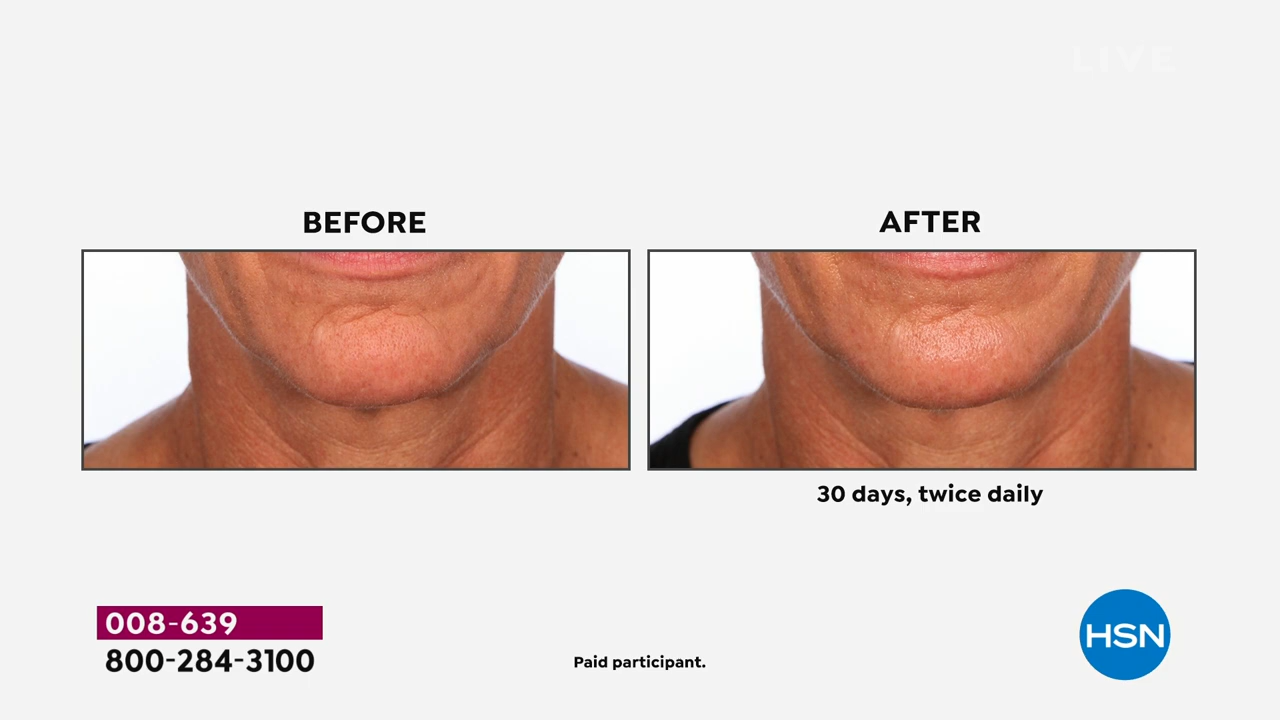 LIVE
BEFORE
AFTER
30 days, twice daily
008-639
800-284-3100
Paid participant.
HSN